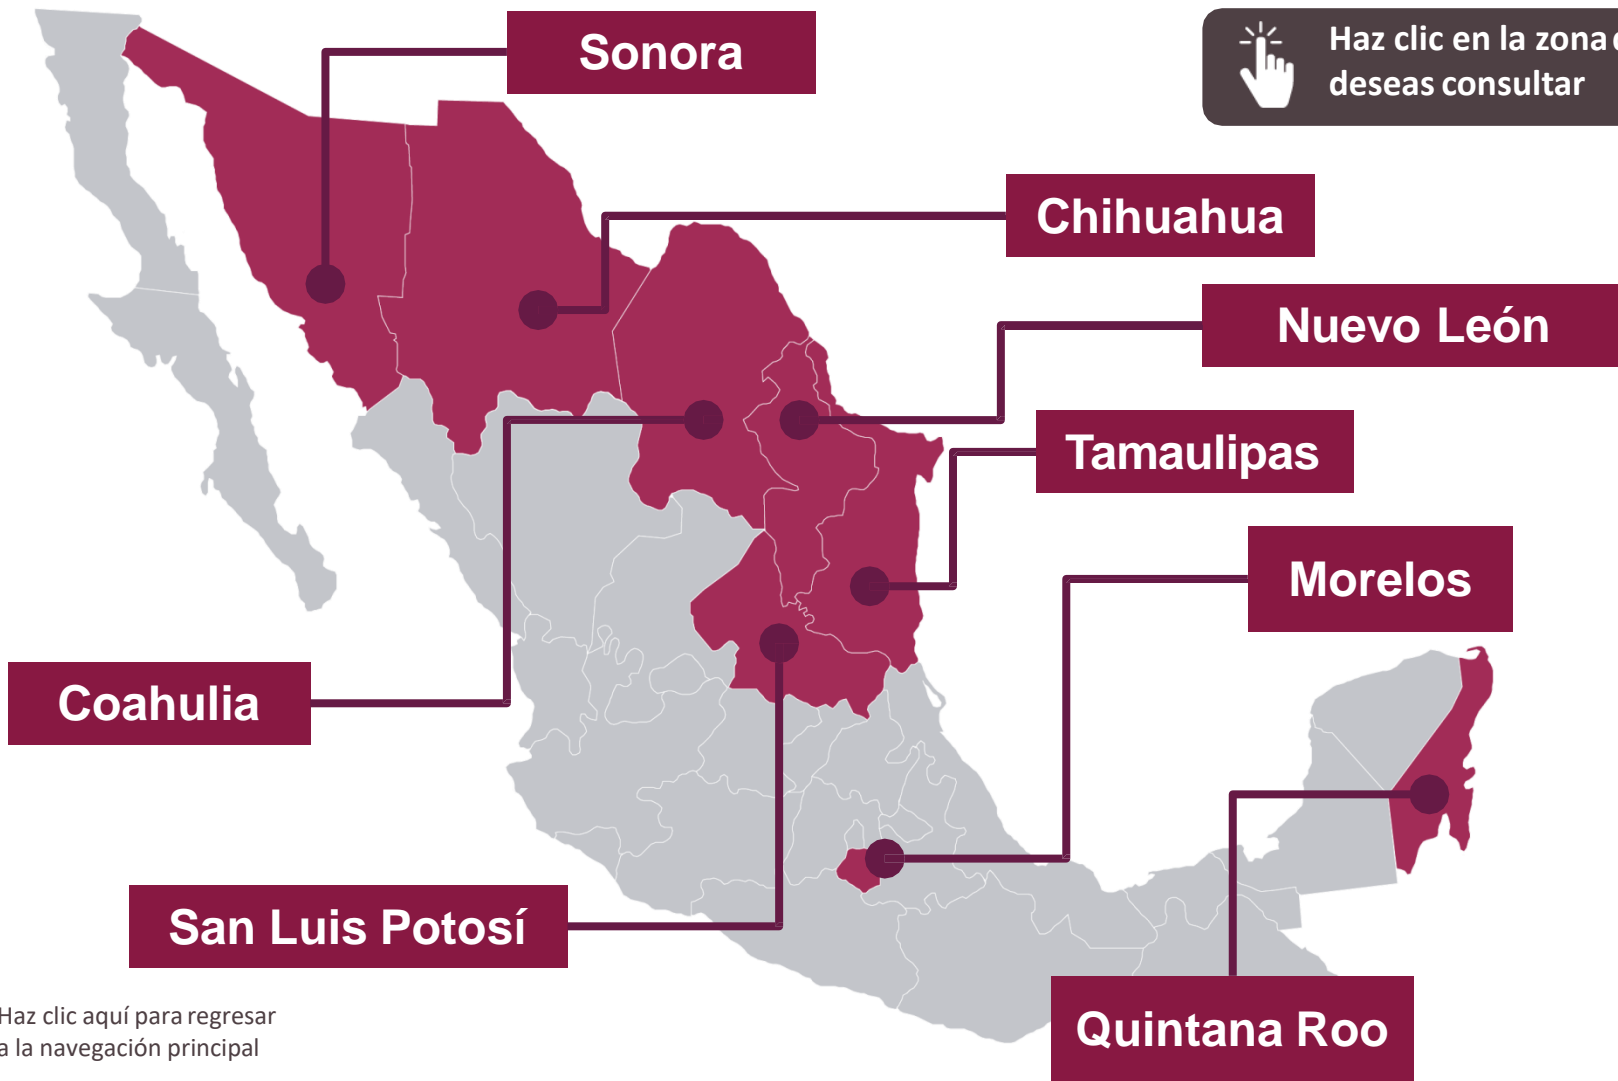 Sonora
Haz clic en la zona
deseas consultar
Chihuahua
Nuevo León
Tamaulipas
Morelos
Coahulia
San Luis Potosí
Quintana Roo
Haz clic aquí para regresar
a la navegación principal